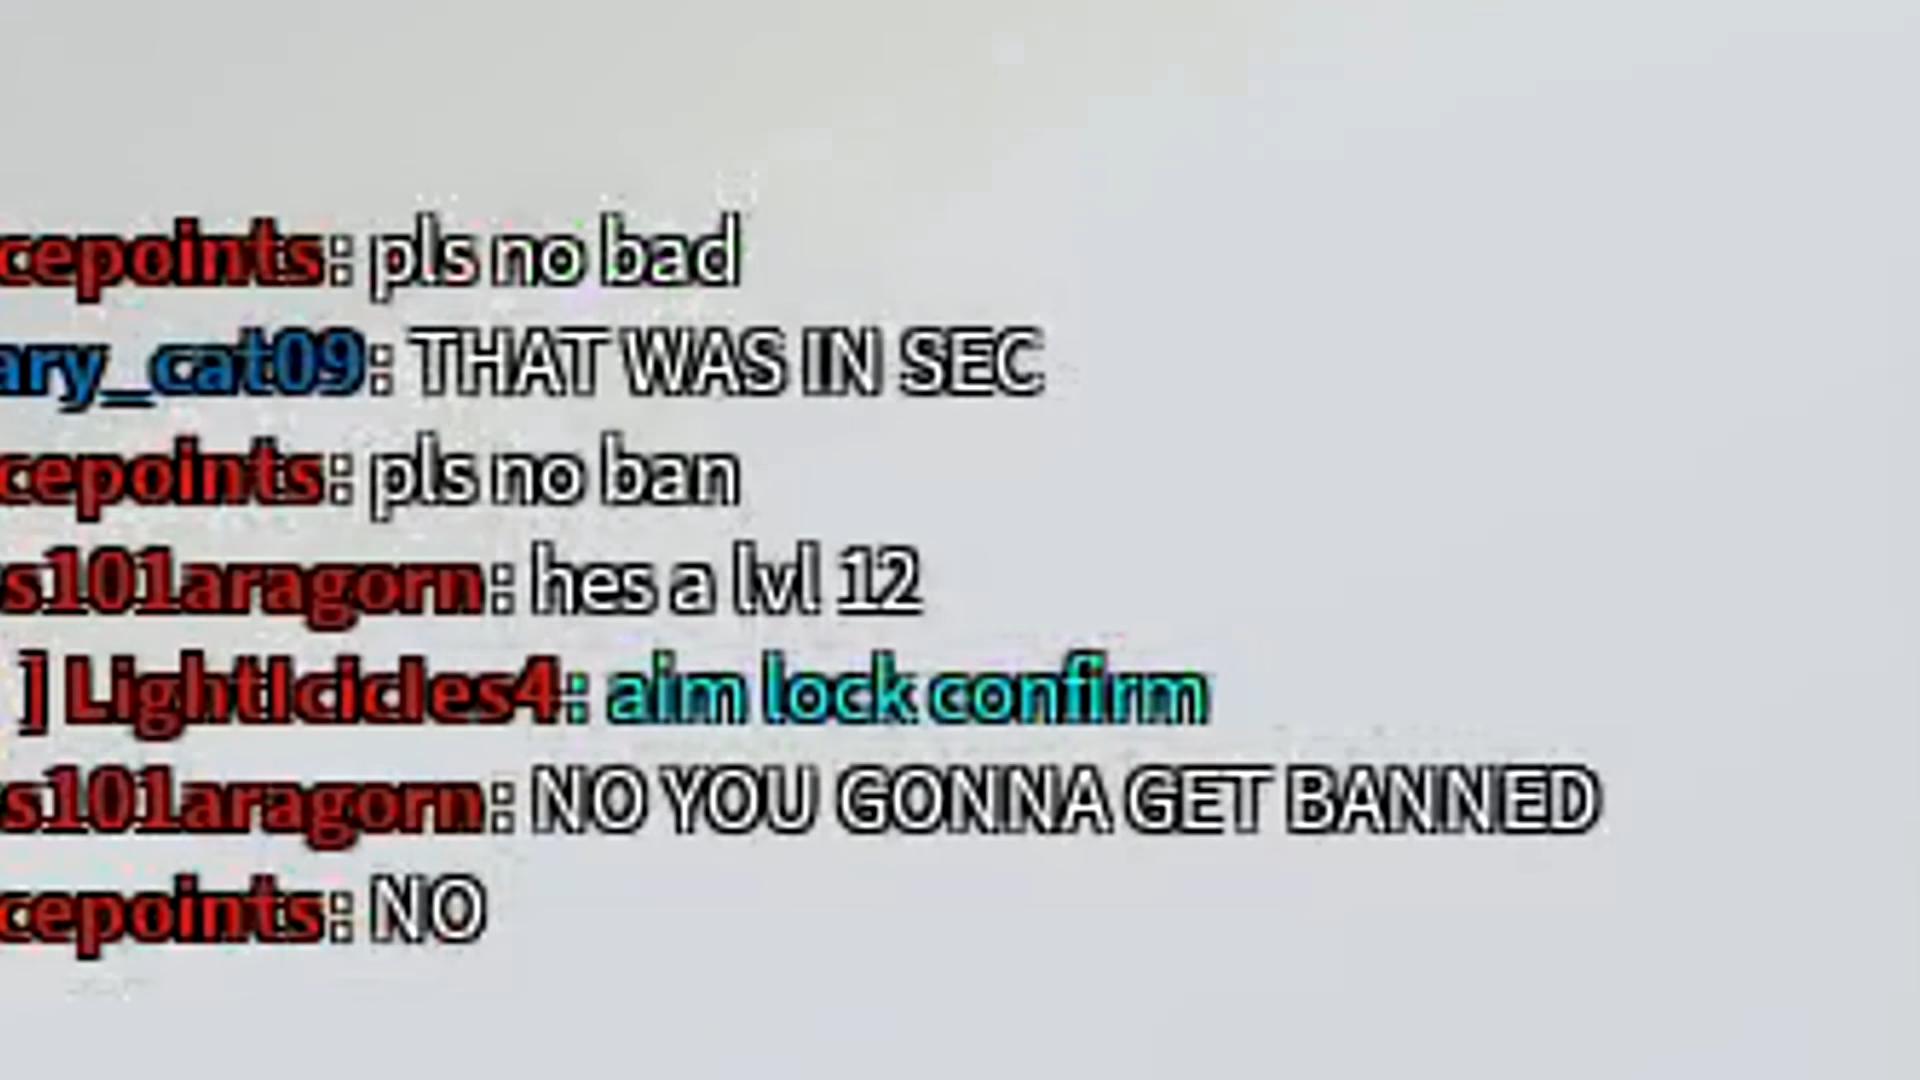 cepoints: pls no bad
ary_cat09: THAT WAS IN SEC
cepoints: pls no ban
s101aragorn: hes a lvl 12
] LightIcicles4: aim lock confirm
s101aragorn: NO YOU GONNA GET BANNED
cepoints: NO